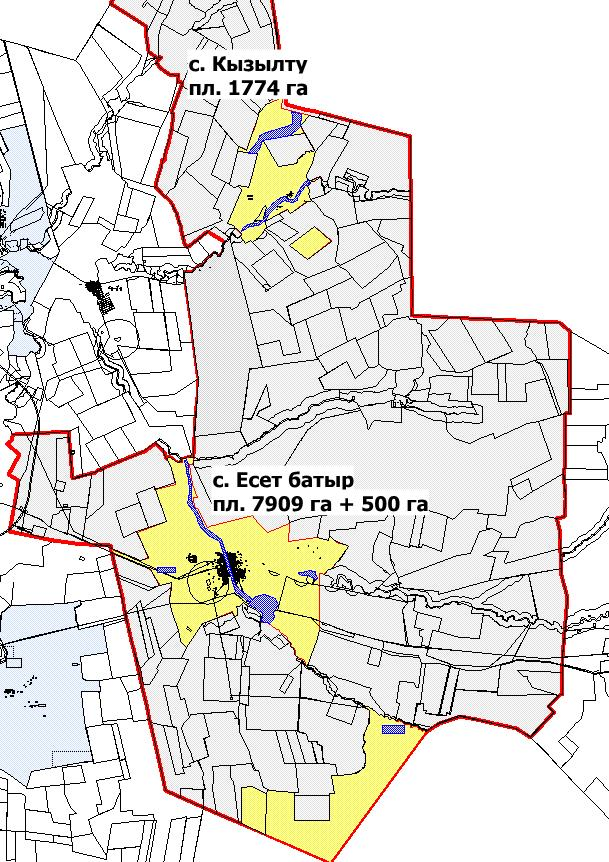 с. Кызылту
пл. 1774 га
с. Есет батыр
пл. 7909 га + 500 га